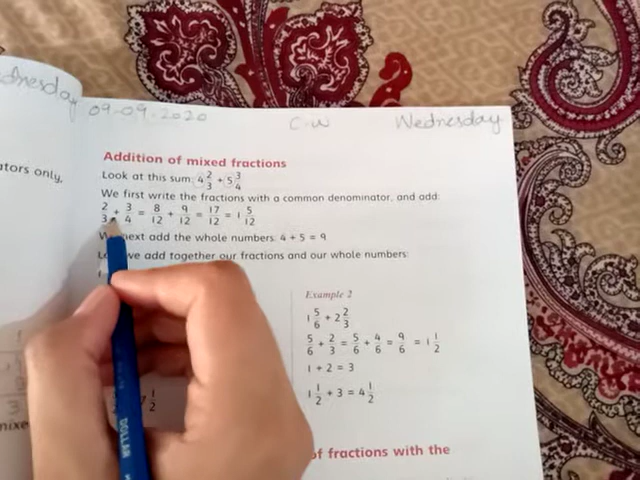 Wednesday 09-09-2020 C.W Wednesday
ators only,
Addition of mixed fractions
Look at this sum: 4 2/3 + 5 3/4
We first write the fractions with a common denominator, and add:
2/3 + 3/4 = 8/12 + 9/12 = 17/12 = 1 5/12
We next add the whole numbers: 4 + 5 = 9
we add together our fractions and our whole numbers:
1/2
Example 2
1 5/6 + 2 2/3
5/6 + 2/3 = 5/6 + 4/6 = 9/6 = 1 1/2
1 + 2 = 3
1 1/2 + 3 = 4 1/2
of fractions with the
DOLLAR